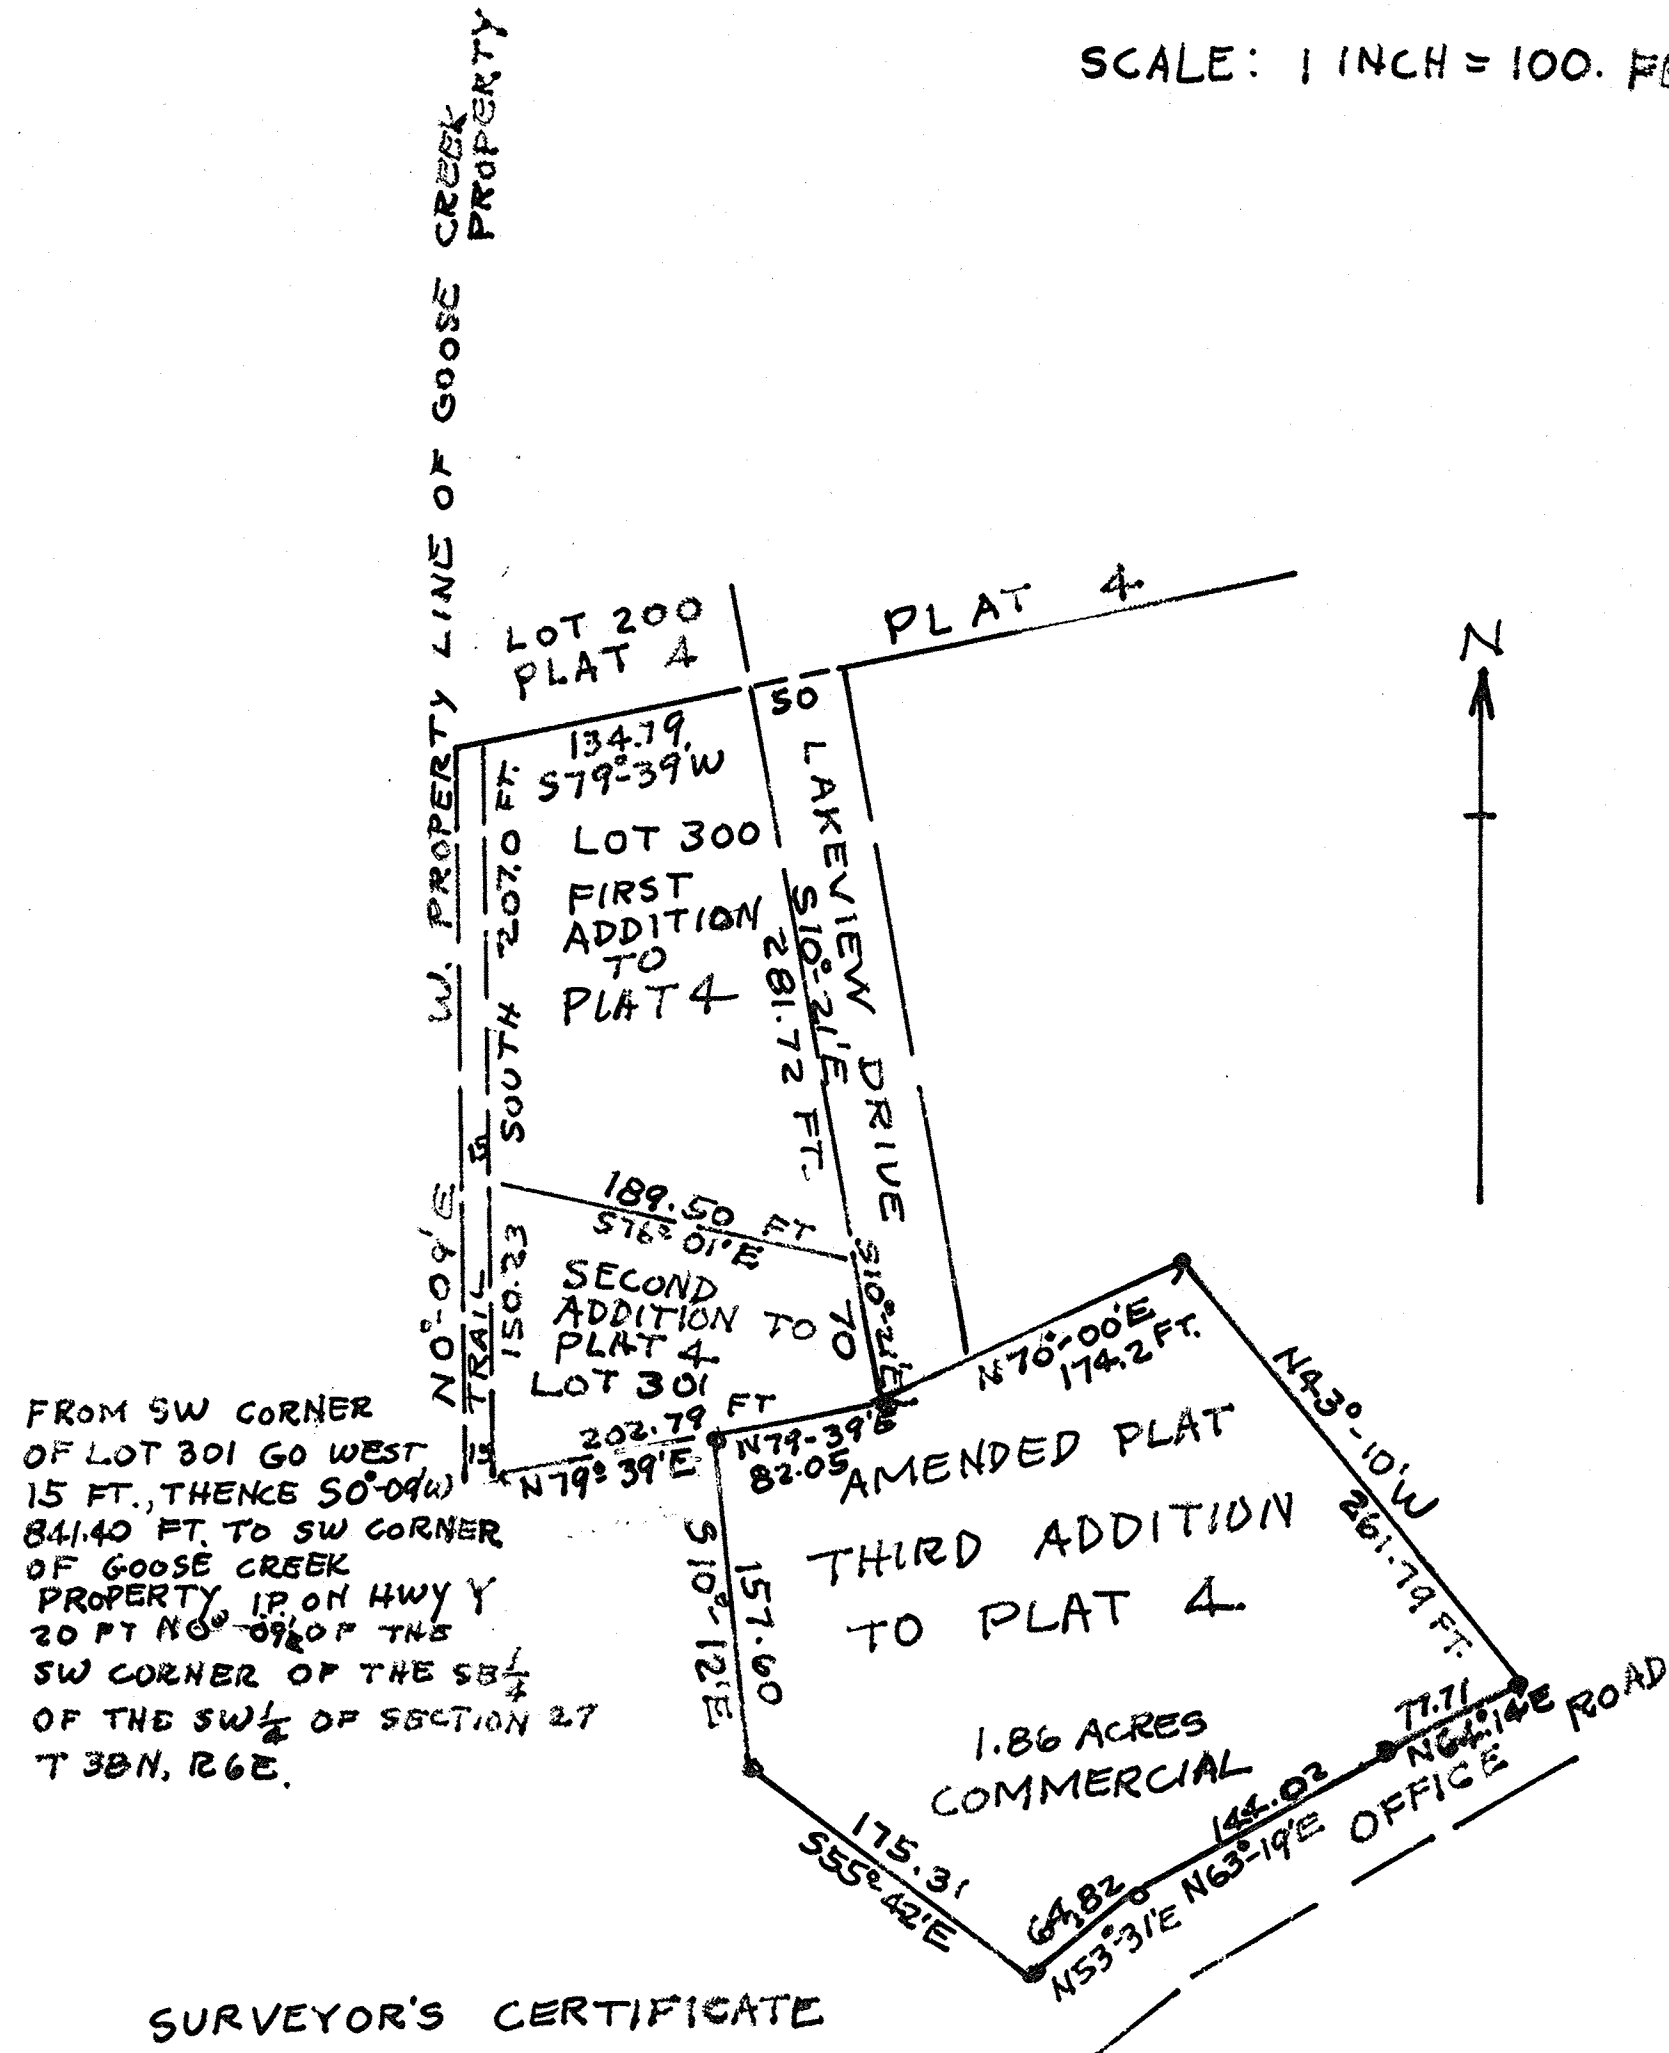 SCALE: 1 INCH = 100.
W. PROPERTY LINE OF GOOSE CREEK
PROPERTY
LOT 200
PLAT 4
PLAT 4
N
50
134.79
S79°-39'W
LAKEVIEW DRIVE
SOUTH 207.0 FT.
LOT 300
FIRST
ADDITION
TO
PLAT 4
S10°-21'E
281.72 FT.
N0°-09'E
15
TRAIL
15
150.23
189.50 FT
S76° 01'E
SECOND
ADDITION TO
PLAT 4
LOT 301
70
S10°-21'E
202.79 FT
N79° 39'E
N79-39'E
82.05
N70°-00'E
174.2 FT.
N43°-10'W
261.79 FT.
AMENDED PLAT
THIRD ADDITION
TO PLAT 4
1.86 ACRES
COMMERCIAL
157.60
S10°-12'E
175.31
S55°-42'E
64.82
N53°-31'E
144.02
N63°-19'E
77.71
N64°-14'E
OFFICE ROAD
FROM SW CORNER
OF LOT 301 GO WEST
15 FT., THENCE S0°-09'W
841.40 FT. TO SW CORNER
OF GOOSE CREEK
PROPERTY I.P. ON HWY Y
20 FT OF THE
SW CORNER OF THE SE 1/4
OF THE SW 1/4 OF SECTION 27
T 38N, R6E.
SURVEYOR'S CERTIFICATE